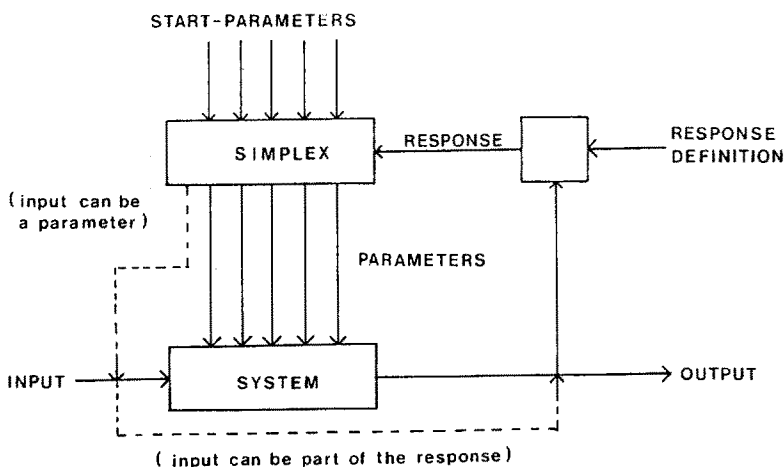 START-PARAMETERS
SIMPLEX
RESPONSE
RESPONSE
DEFINITION
(input can be
a parameter)
PARAMETERS
INPUT
SYSTEM
OUTPUT
( input can be part of the response)